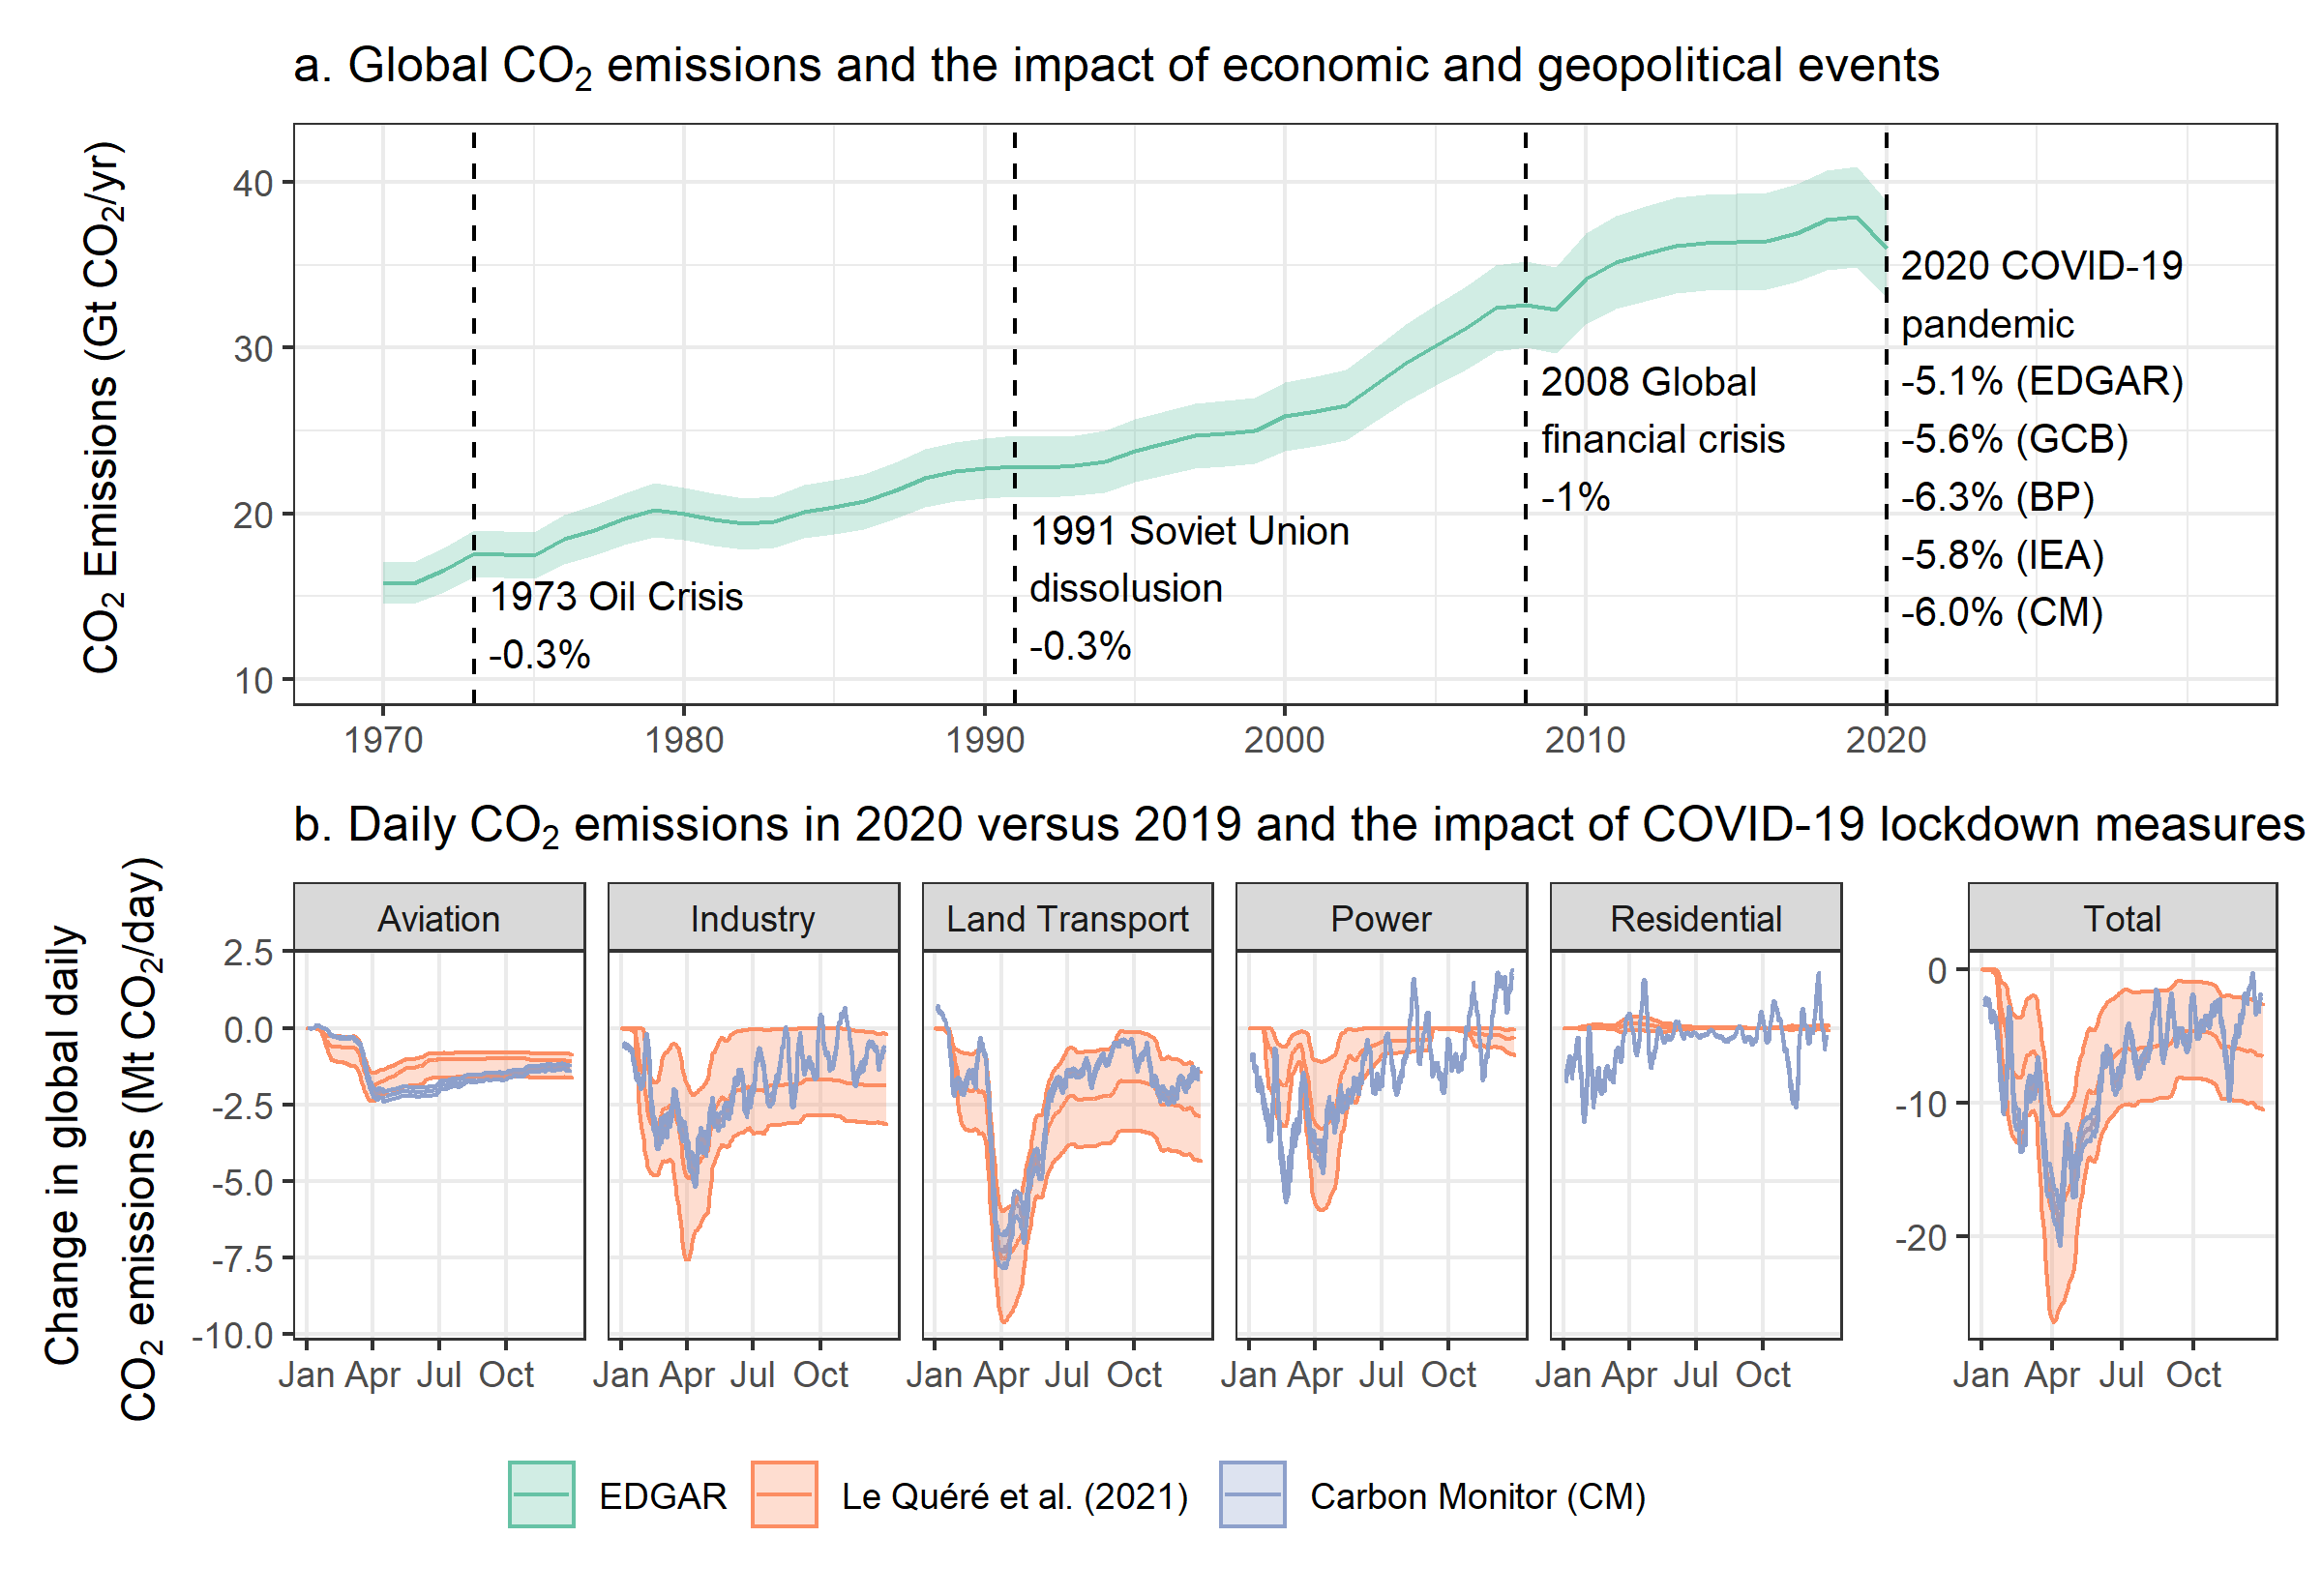 a. Global CO₂ emissions and the impact of economic and geopolitical events
CO₂ Emissions (Gt CO₂/yr)
40
30
20
10
1973 Oil Crisis
-0.3%
1991 Soviet Union
dissolusion
-0.3%
2008 Global
financial crisis
-1%
2020 COVID-19
pandemic
-5.1% (EDGAR)
-5.6% (GCB)
-6.3% (BP)
-5.8% (IEA)
-6.0% (CM)
1970 1980 1990 2000 2010 2020
b. Daily CO₂ emissions in 2020 versus 2019 and the impact of COVID-19 lockdown measures
Change in global daily
CO₂ emissions (Mt CO₂/day)
Aviation Industry Land Transport Power Residential Total
2.5
0.0
-2.5
-5.0
-7.5
-10.0
0
-10
-20
Jan Apr Jul Oct Jan Apr Jul Oct Jan Apr Jul Oct Jan Apr Jul Oct Jan Apr Jul Oct Jan Apr Jul Oct
EDGAR Le Quéré et al. (2021) Carbon Monitor (CM)